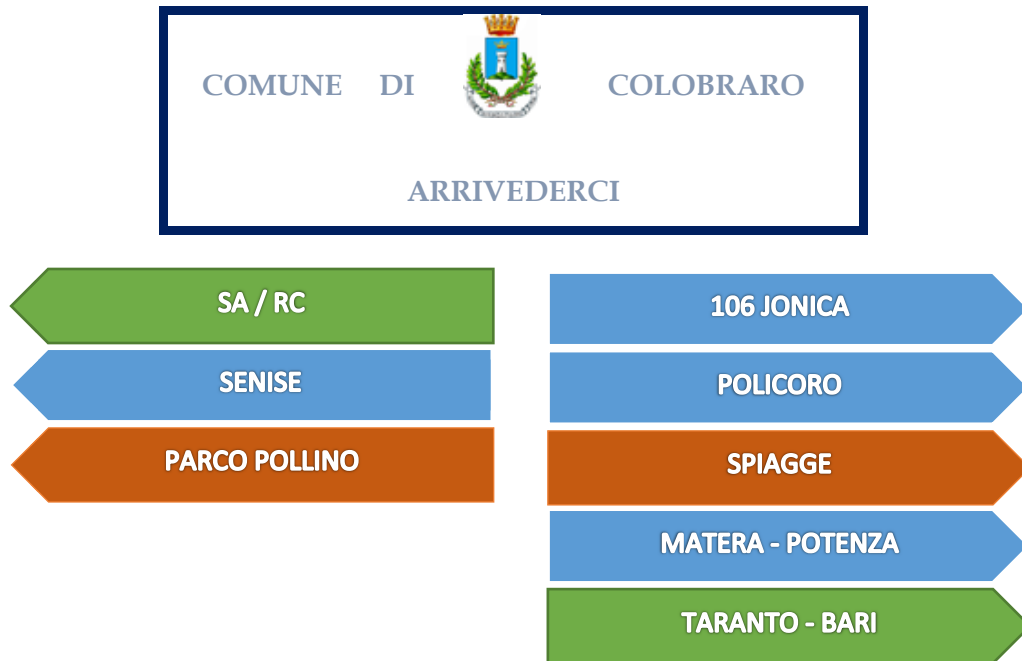 COMUNE DI COLOBRARO
ARRIVEDERCI
SA / RC
SENISE
PARCO POLLINO
106 JONICA
POLICORO
SPIAGGE
MATERA - POTENZA
TARANTO - BARI